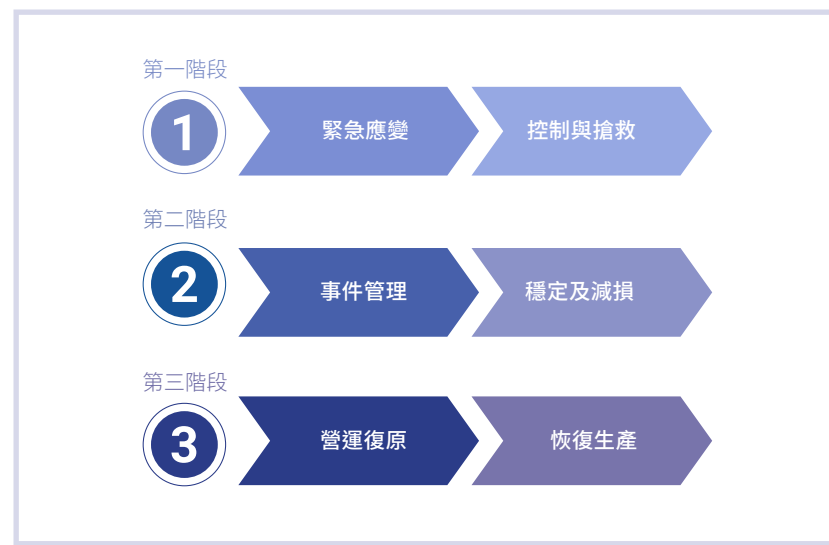 第一階段
1
緊急應變
控制與搶救
第二階段
2
事件管理
穩定及減損
第三階段
3
營運復原
恢復生產